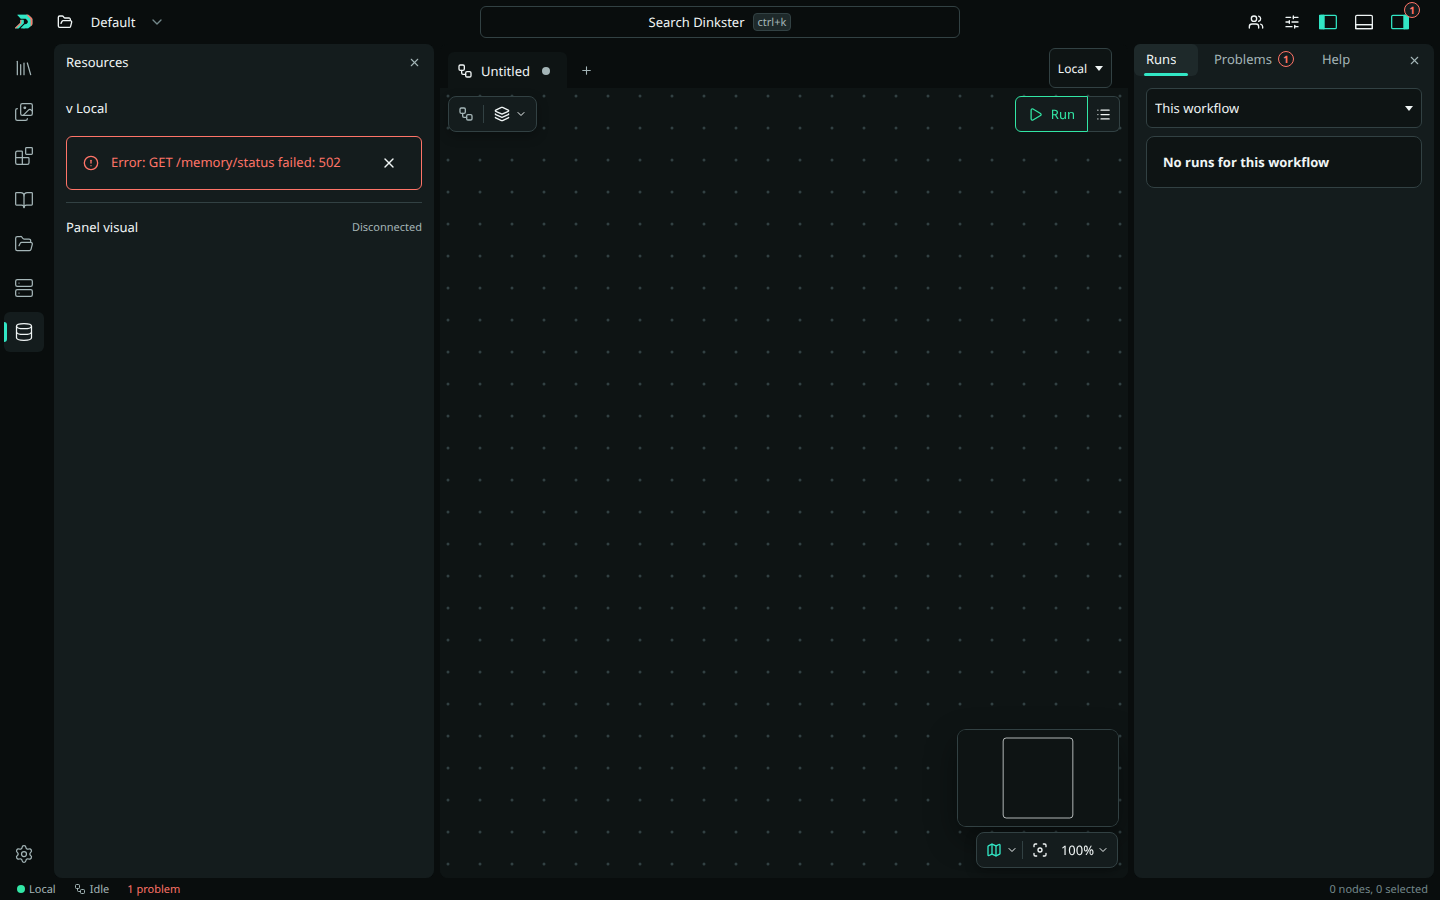 Default
Search Dinkster ctrl+k
1
Resources
v Local
Error: GET /memory/status failed: 502
Panel visual
Disconnected
Untitled
Local
Run
100%
Runs
Problems 1
Help
This workflow
No runs for this workflow
Local
Idle
1 problem
0 nodes, 0 selected